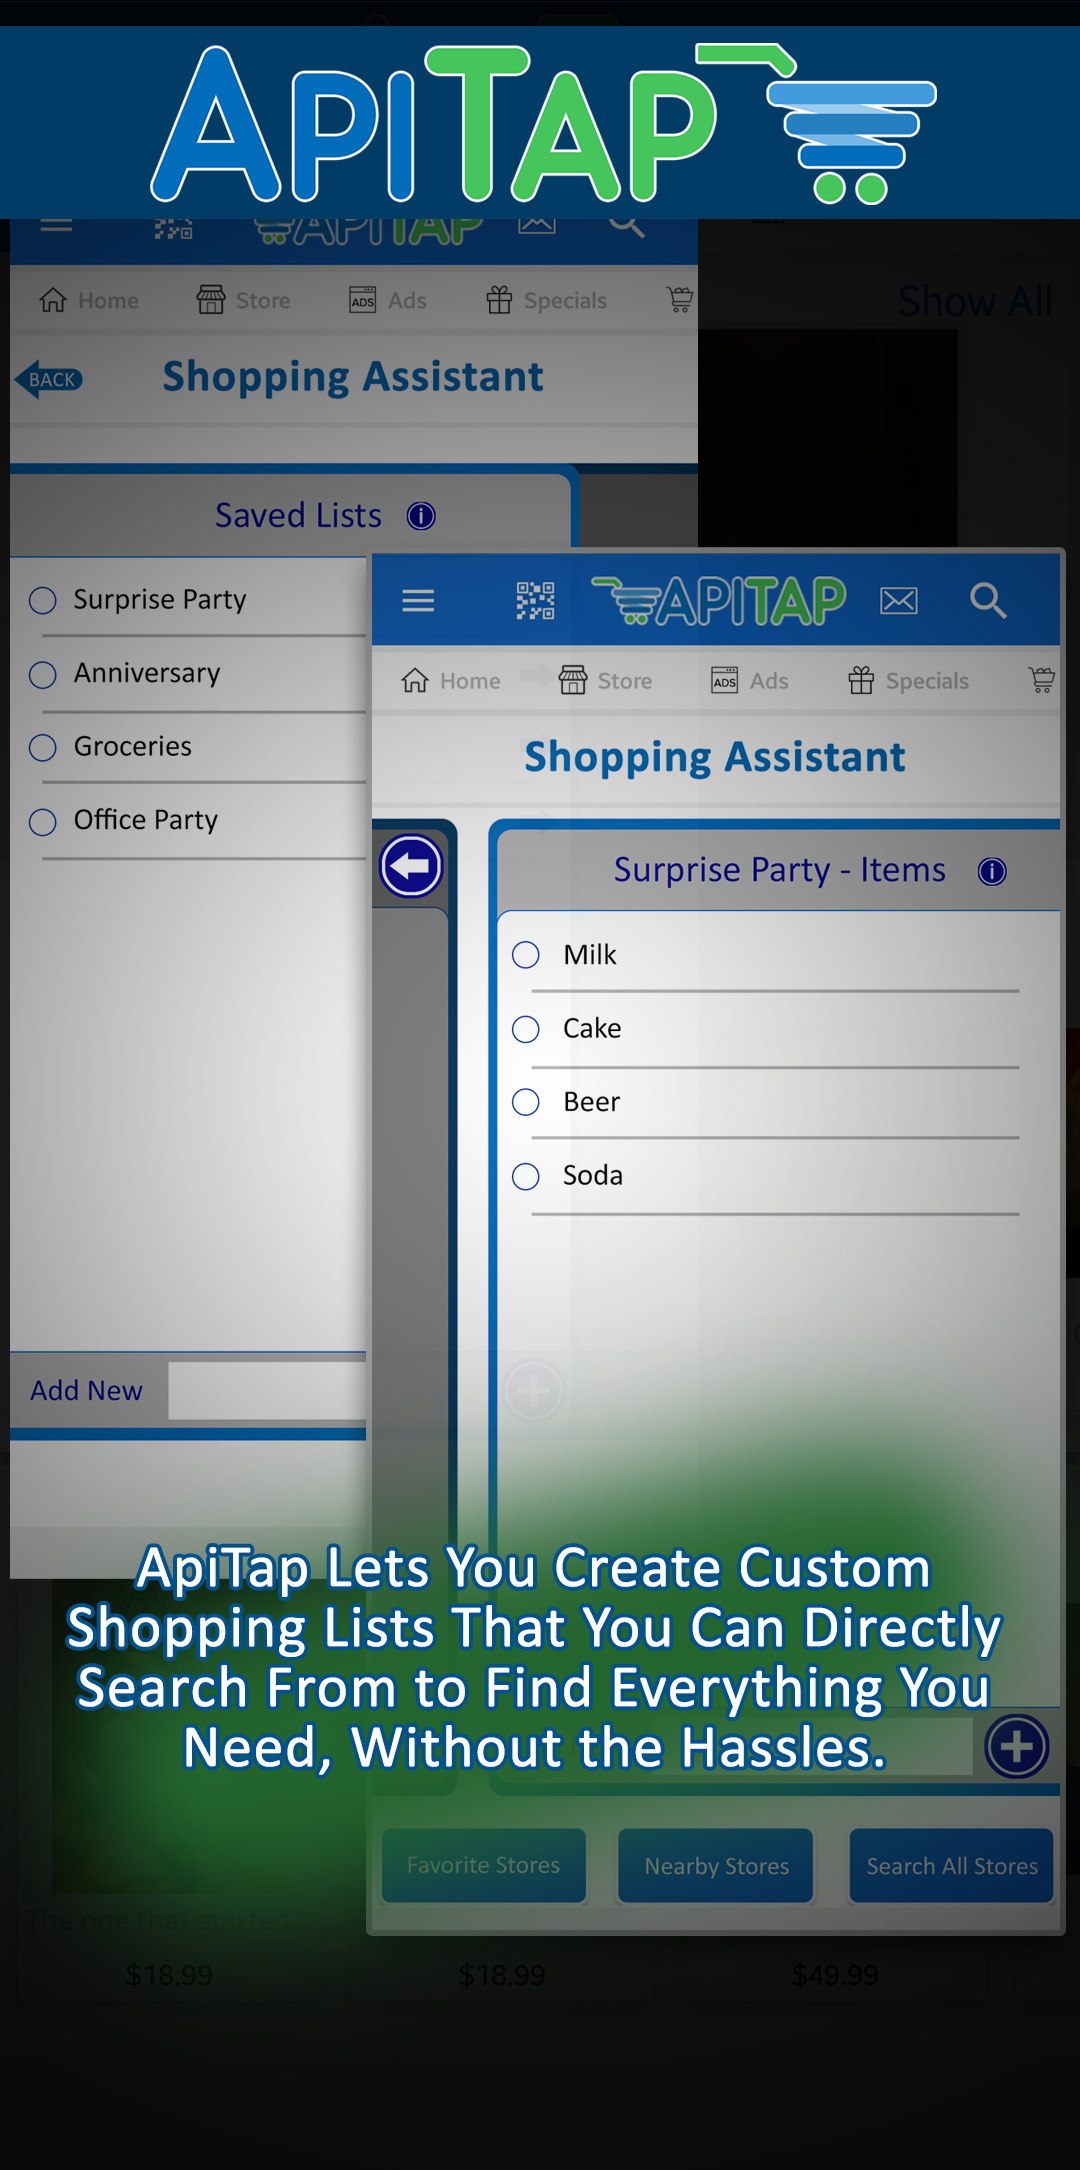 ApiTap
APITAP
Home Store ADS Ads Specials
Show All
BACK Shopping Assistant
Saved Lists i
Surprise Party
Anniversary
Groceries
Office Party
Add New
APITAP
Home Store ADS Ads Specials
Shopping Assistant
Surprise Party - Items i
Milk
Cake
Beer
Soda
ApiTap Lets You Create Custom
Shopping Lists That You Can Directly
Search From to Find Everything You
Need, Without the Hassles.
Favorite Stores Nearby Stores Search All Stores
The one that started...
$18.99 $18.99 $49.99